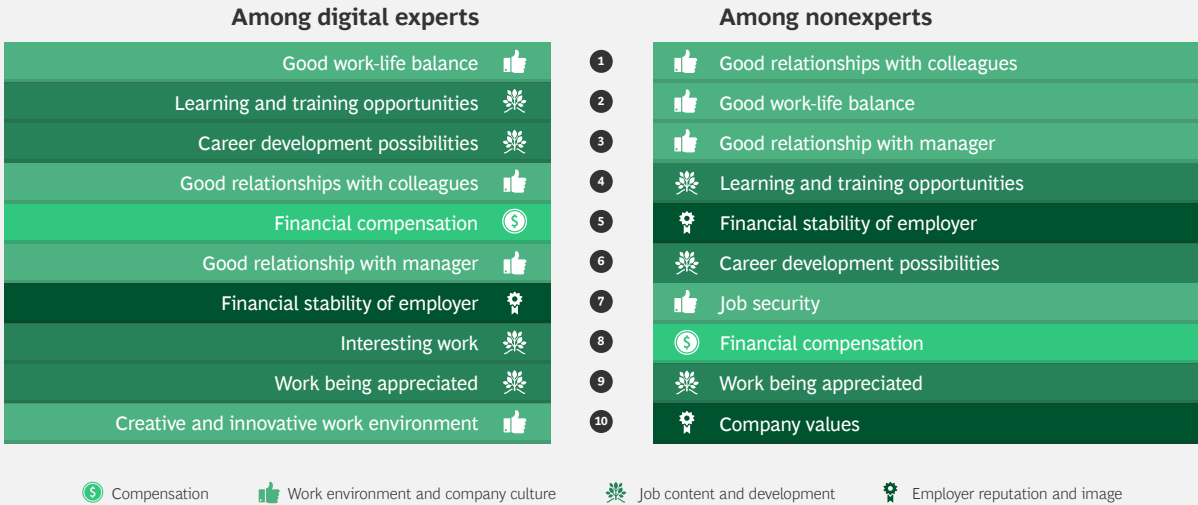 Among digital experts
Among nonexperts
Good work-life balance
1
Good relationships with colleagues
Learning and training opportunities
2
Good work-life balance
Career development possibilities
3
Good relationship with manager
Good relationships with colleagues
4
Learning and training opportunities
Financial compensation
5
Financial stability of employer
Good relationship with manager
6
Career development possibilities
Financial stability of employer
7
Job security
Interesting work
8
Financial compensation
Work being appreciated
9
Work being appreciated
Creative and innovative work environment
10
Company values
$ Compensation
Work environment and company culture
Job content and development
Employer reputation and image